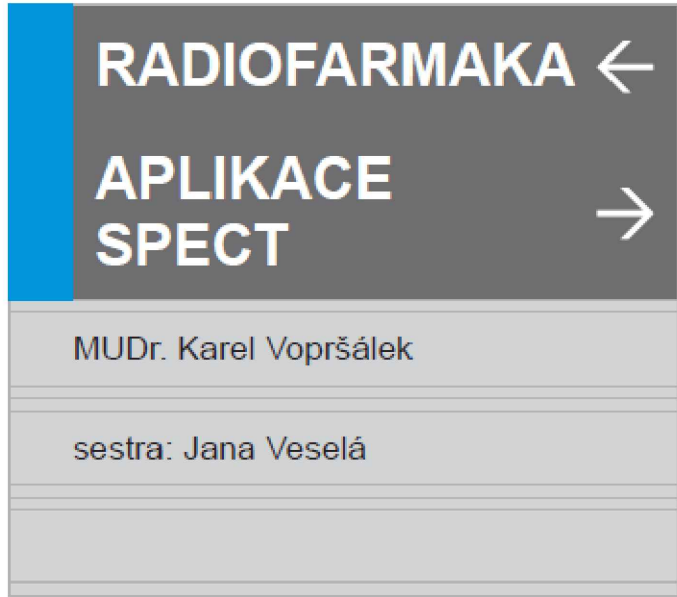 RADIOFARMAKA ←
APLIKACE
SPECT →
MUDr. Karel Vopršálek
sestra: Jana Veselá